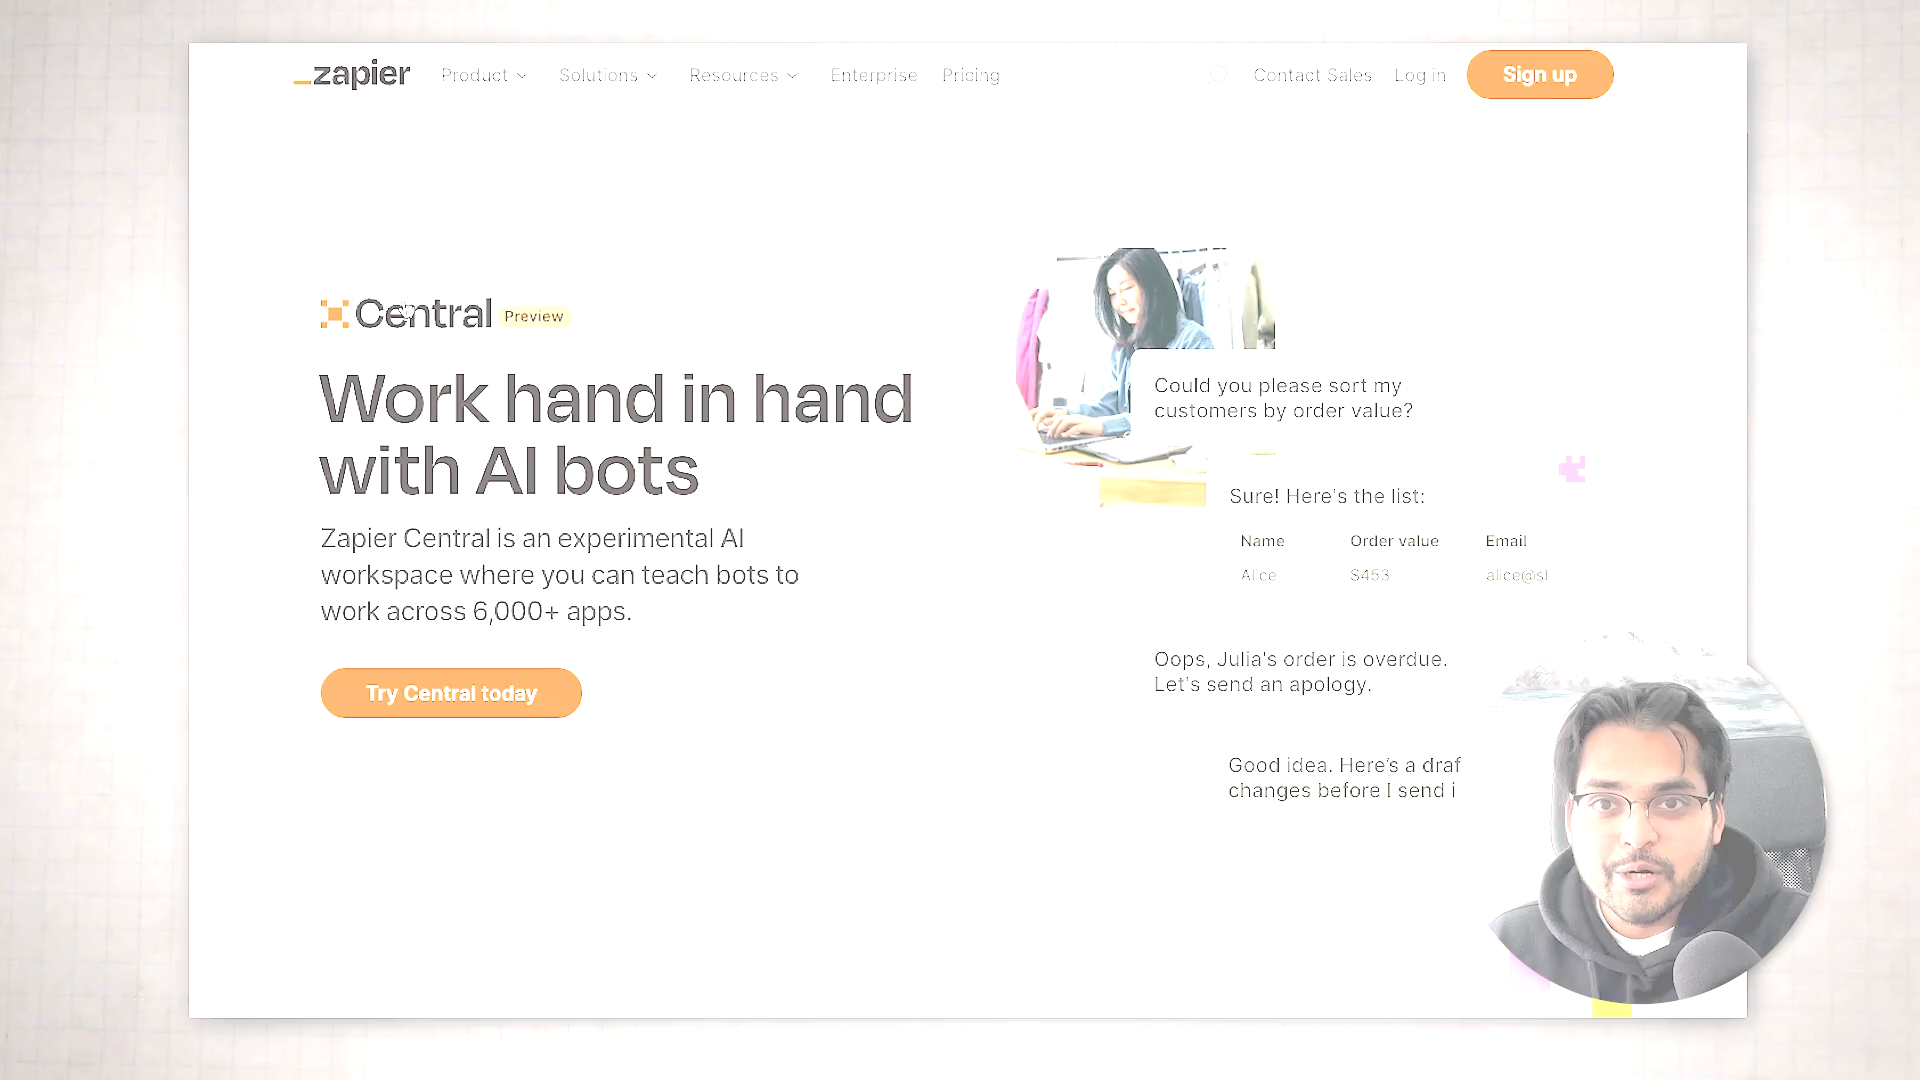 zapier
Product
Solutions
Resources
Enterprise
Pricing
Contact Sales
Log in
Sign up
Central
Preview
Work hand in hand
with AI bots
Zapier Central is an experimental AI
workspace where you can teach bots to
work across 6,000+ apps.
Try Central today
Could you please sort my
customers by order value?
Sure! Here's the list:
Name Order value Email
Alice $453 alice@sl
Oops, Julia's order is overdue.
Let's send an apology.
Good idea. Here's a draf
changes before I send i